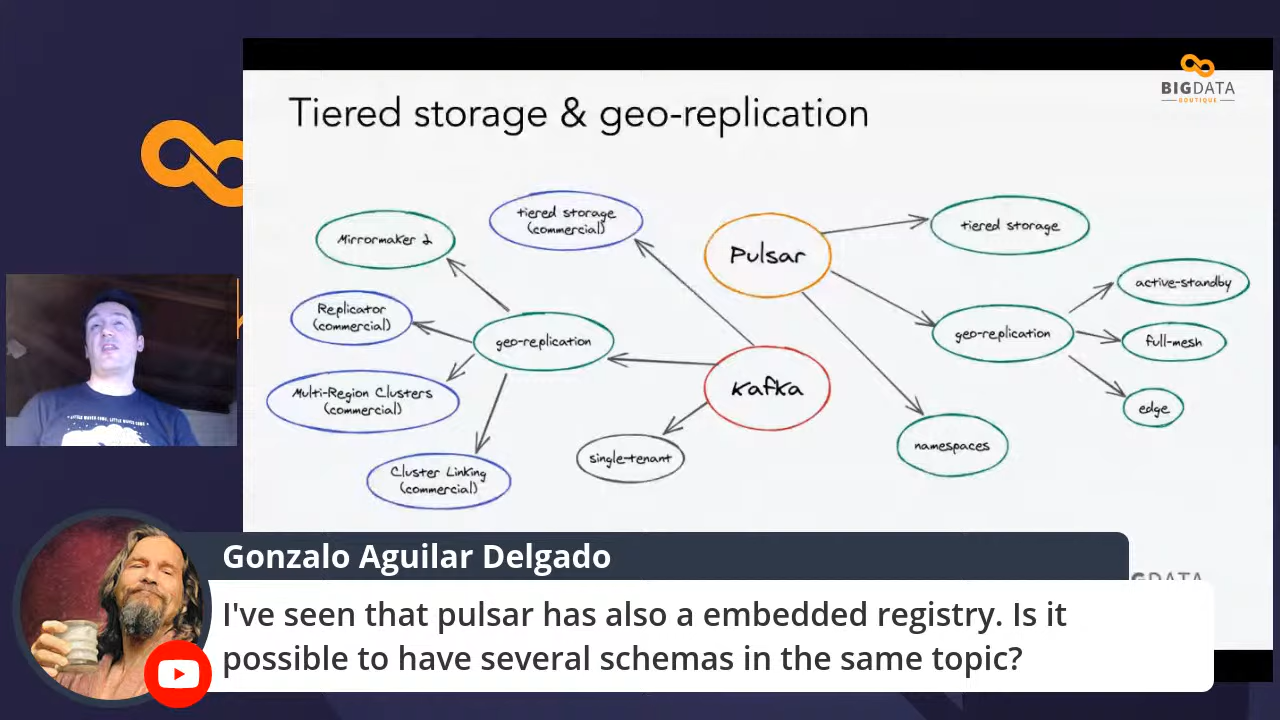 BIGDATA
BOUTIQUE
Tiered storage & geo-replication
tiered storage
(commercial)
Mirrormaker 2
Pulsar
tiered storage
active-standby
Replicator
(commercial)
geo-replication
geo-replication
full-mesh
Multi-Region Clusters
(commercial)
Kafka
edge
single-tenant
namespaces
Cluster Linking
(commercial)
Gonzalo Aguilar Delgado
I've seen that pulsar has also a embedded registry. Is it
possible to have several schemas in the same topic?